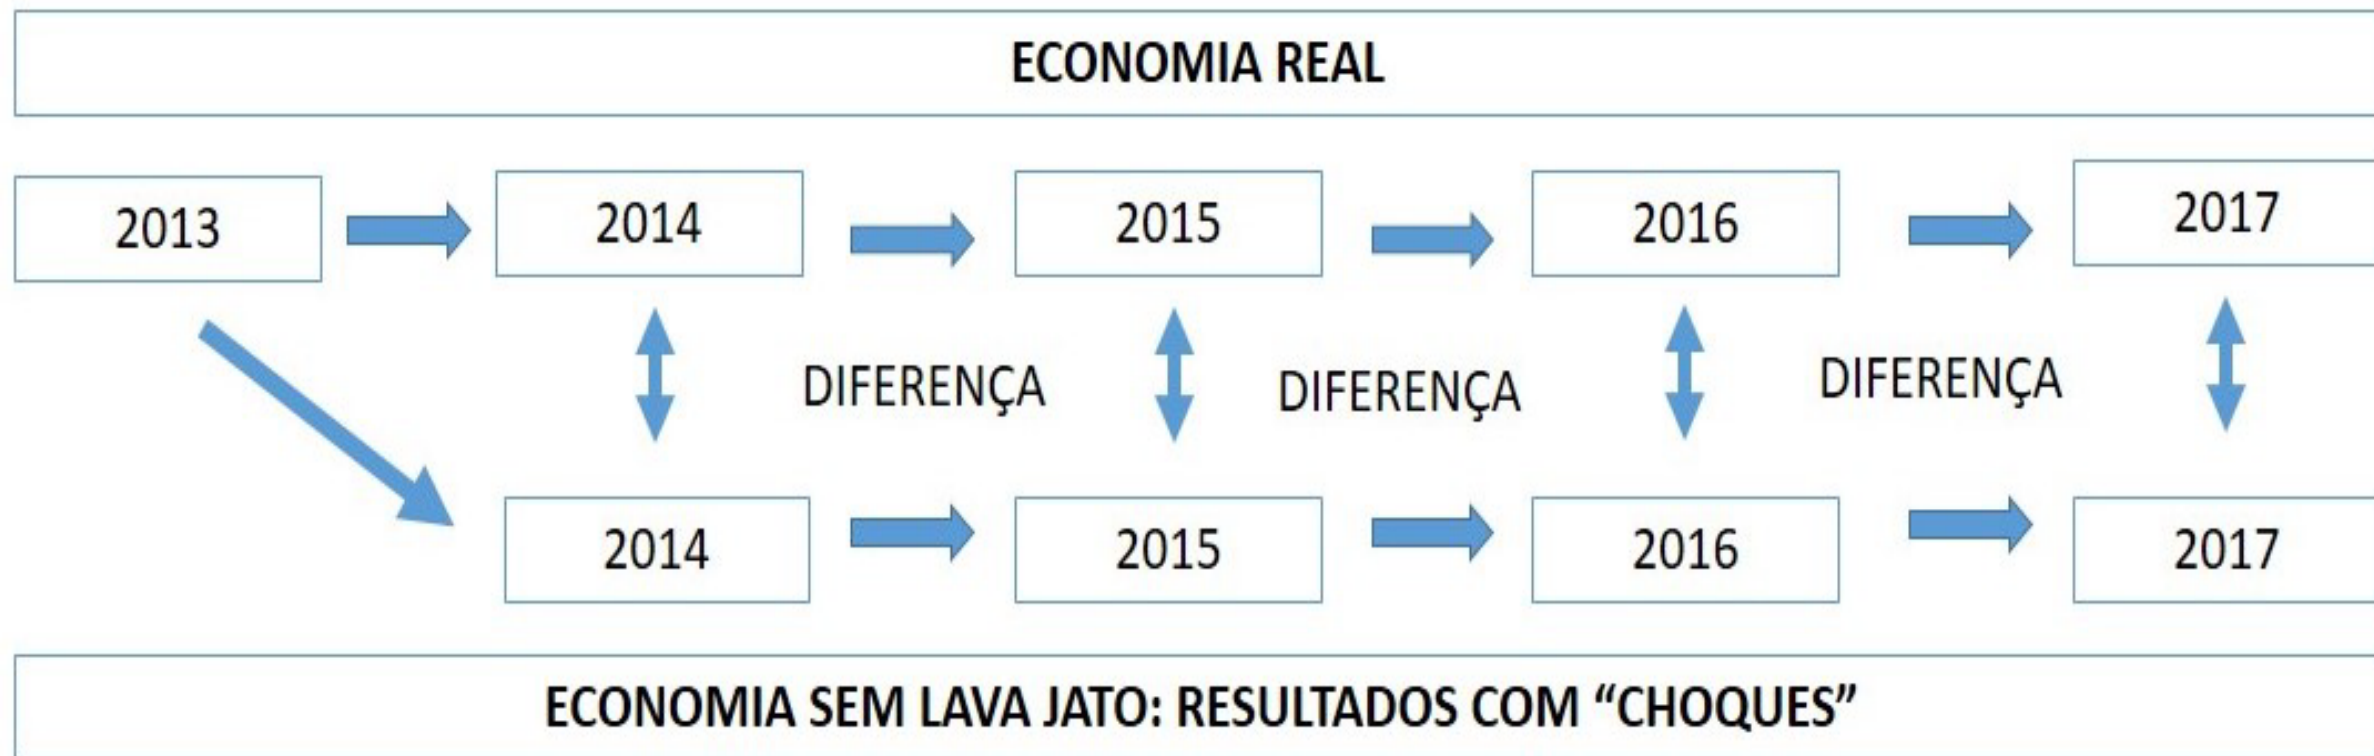 ECONOMIA REAL
2013
2014
2015
2016
2017
DIFERENÇA
DIFERENÇA
DIFERENÇA
2014
2015
2016
2017
ECONOMIA SEM LAVA JATO: RESULTADOS COM “CHOQUES”